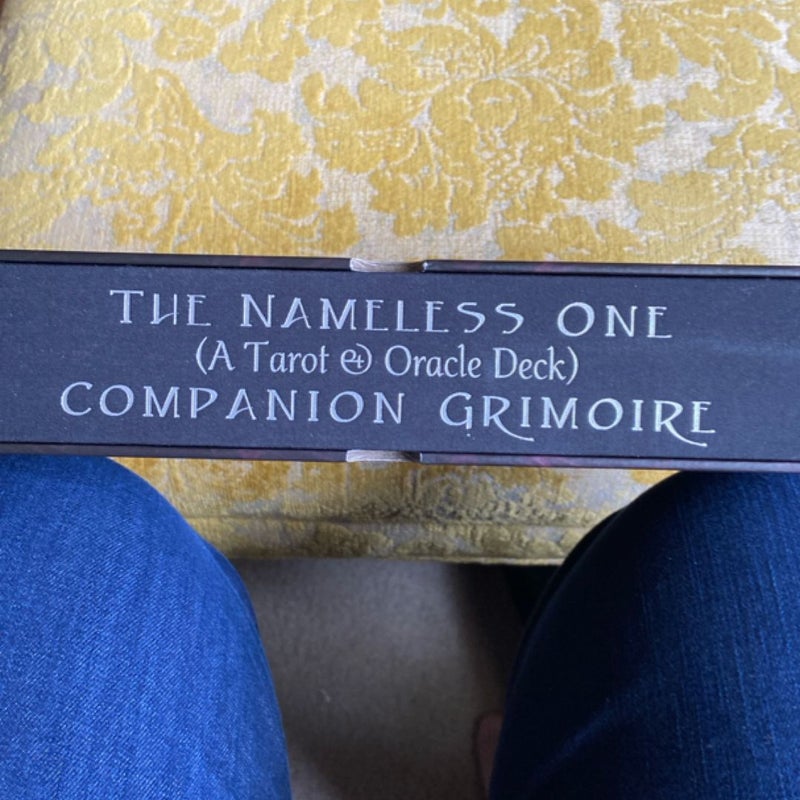 THE NAMELESS ONE
(A Tarot & Oracle Deck)
COMPANION GRIMOIRE